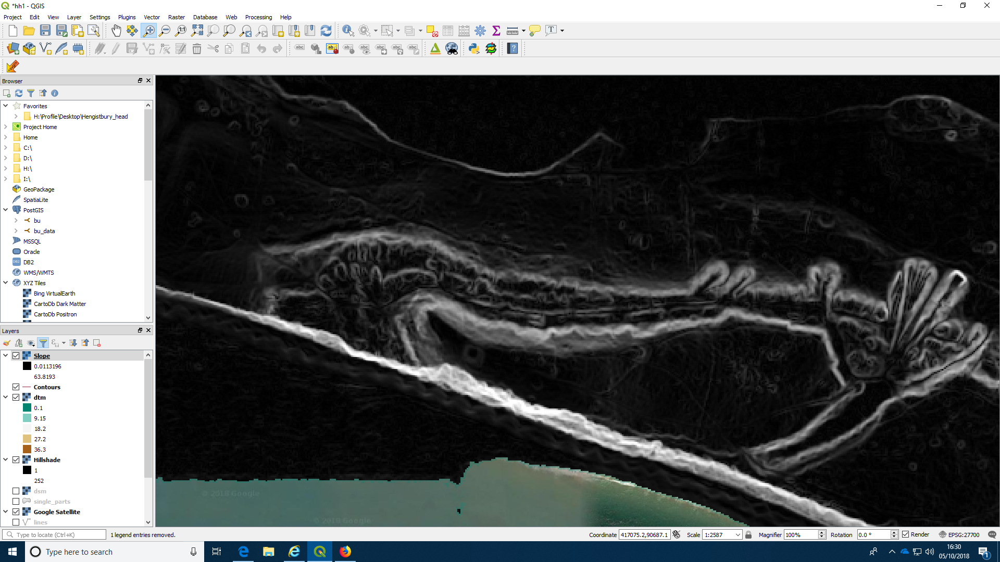 *hh1 - QGIS
Project Edit View Layer Settings Plugins Vector Raster Database Web Processing Help
Browser
Favorites
H:\Profile\Desktop\Hengistbury_head
Project Home
Home
C:\
D:\
H:\
I:\
GeoPackage
SpatiaLite
PostGIS
bu
bu_data
MSSQL
Oracle
DB2
WMS/WMTS
XYZ Tiles
Bing VirtualEarth
CartoDb Dark Matter
CartoDb Positron
Layers
Slope
0.0113196
63.8193
Contours
dtm
0.1
9.15
18.2
27.2
36.3
Hillshade
1
252
dsm
single_parts
Google Satellite
lines
© 2018 Google
© 2018 Google
Type to locate (Ctrl+K) 1 legend entries removed. Coordinate 417075.2,90687.1 Scale 1:2587 Magnifier 100% Rotation 0.0 ° Render EPSG:27700
Type here to search
16:30
05/10/2018
1